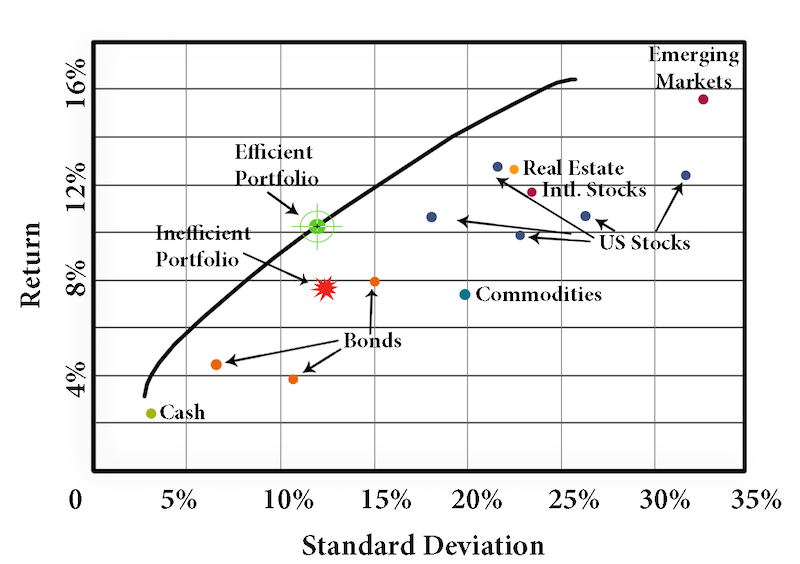 Emerging
Markets
16%
Efficient
Portfolio
Real Estate
12%
Intl. Stocks
Inefficient
Portfolio
US Stocks
Return
8%
Commodities
Bonds
4%
Cash
0 5% 10% 15% 20% 25% 30% 35%
Standard Deviation